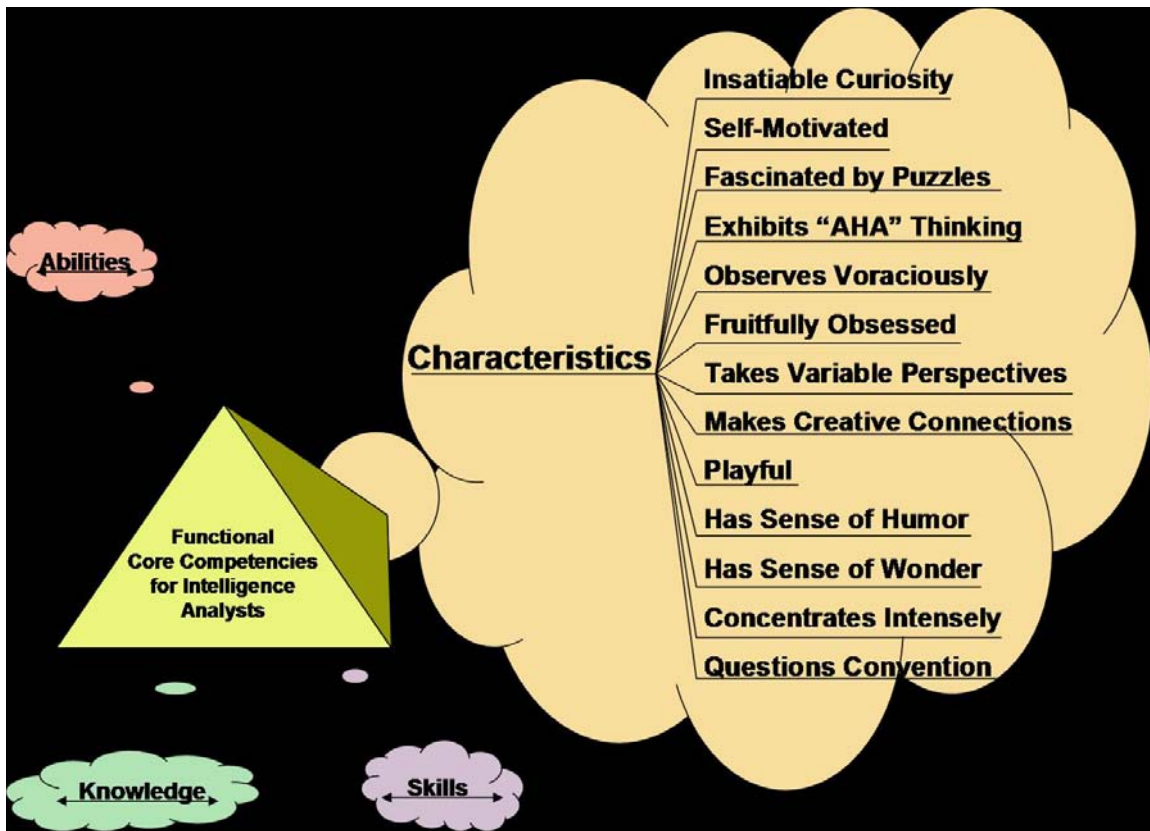 Insatiable Curiosity
Self-Motivated
Fascinated by Puzzles
Exhibits “AHA” Thinking
Observes Voraciously
Fruitfully Obsessed
Characteristics
Takes Variable Perspectives
Makes Creative Connections
Playful
Has Sense of Humor
Has Sense of Wonder
Concentrates Intensely
Questions Convention
Abilities
Functional
Core Competencies
for Intelligence
Analysts
Knowledge
Skills